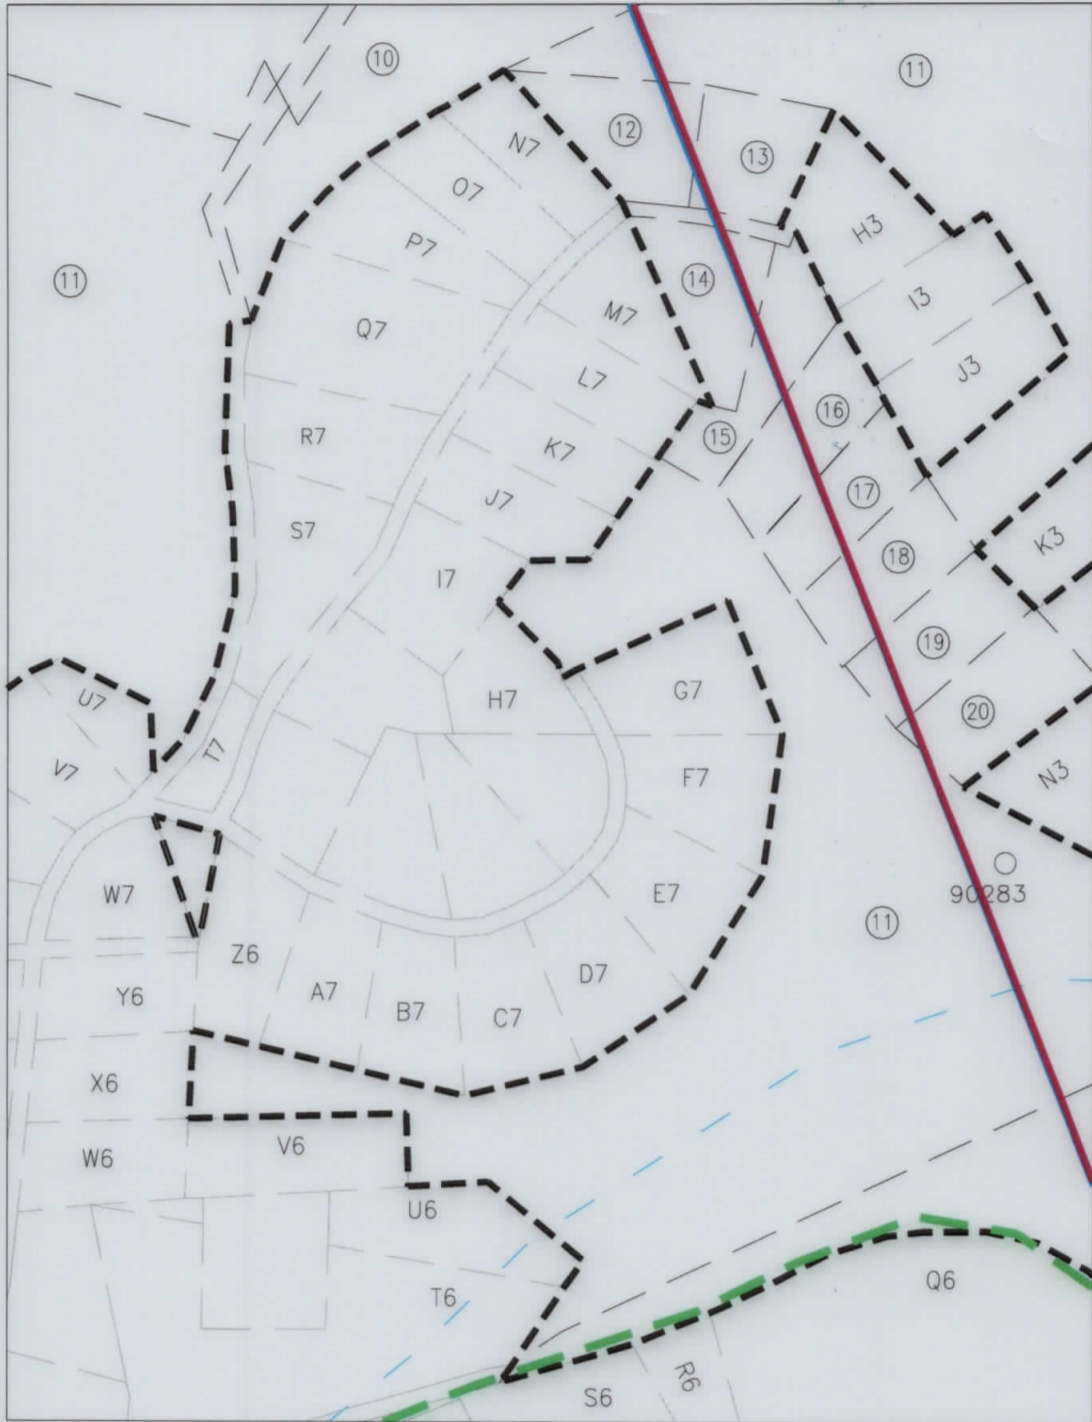 ⑩
⑪
N7
⑫
⑬
O7
H3
P7
⑪
⑭
I3
M7
Q7
L7
J3
⑯
R7
⑮
K7
J7
⑰
S7
K3
⑱
I7
⑲
U7
H7
G7
⑳
T7
V7
F7
N3
W7
E7
90283
⑪
Z6
D7
Y6
A7
B7
C7
X6
V6
W6
U6
Q6
T6
R6
S6